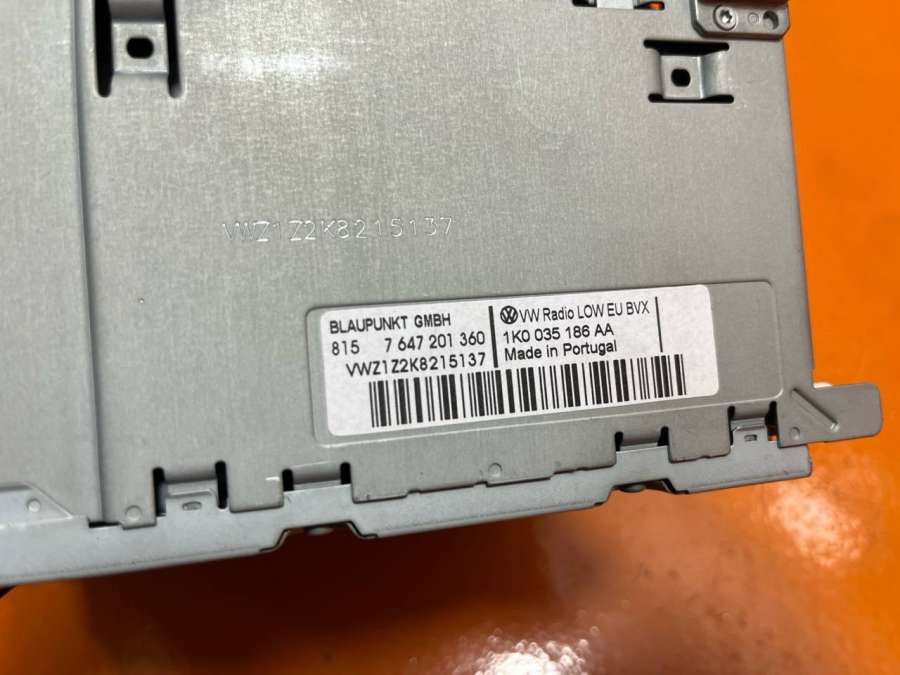 VWZ1Z2K8215137
BLAUPUNKT GMBH
815 7 647 201 360
VWZ1Z2K8215137
VW Radio LOW EU BVX
1K0 035 186 AA
Made in Portugal